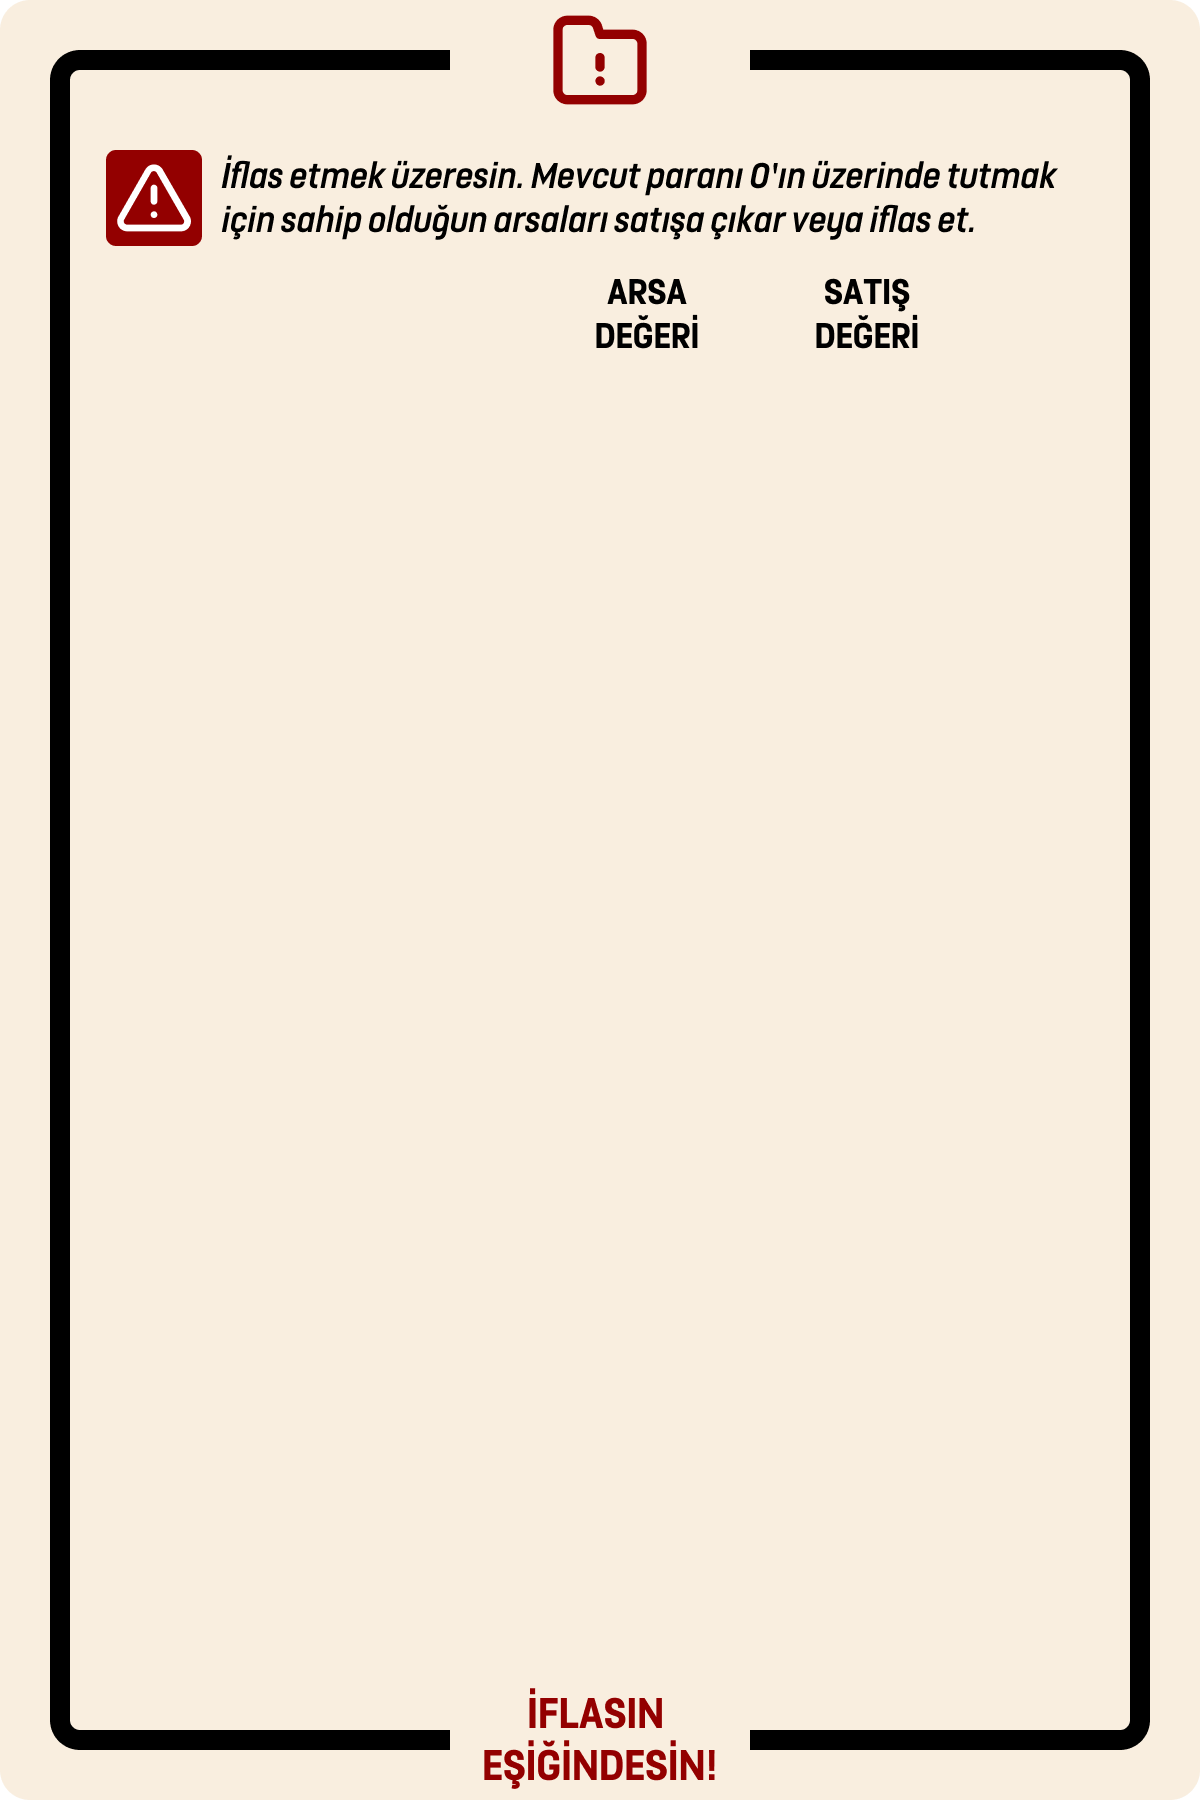 İflas etmek üzeresin. Mevcut paranı 0'ın üzerinde tutmak
için sahip olduğun arsaları satışa çıkar veya iflas et.
ARSA DEĞERİ
SATIŞ DEĞERİ
İFLASIN
EŞİĞİNDESİN!